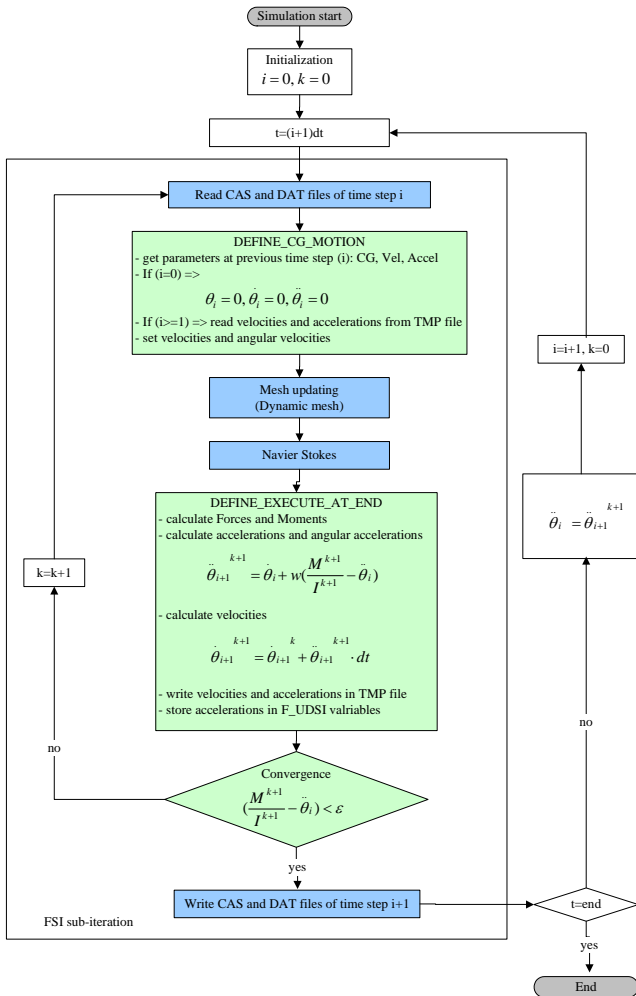 Simulation start
Initialization
i = 0, k = 0
t=(i+1)dt
Read CAS and DAT files of time step i
DEFINE_CG_MOTION
- get parameters at previous time step (i): CG, Vel, Accel
- If (i=0) =>
θ_i = 0, θ̇_i = 0, θ̈_i = 0
- If (i>=1) => read velocities and accelerations from TMP file
- set velocities and angular velocities
Mesh updating
(Dynamic mesh)
Navier Stokes
DEFINE_EXECUTE_AT_END
- calculate Forces and Moments
- calculate accelerations and angular accelerations
θ̈_{i+1}^{k+1} = θ̇_i + w(M^{k+1}/I^{k+1} − θ̈_i)
- calculate velocities
θ̇_{i+1}^{k+1} = θ̇_{i+1}^{k} + θ̈_{i+1}^{k+1} · dt
- write velocities and accelerations in TMP file
- store accelerations in F_UDSI valriables
k=k+1
no
Convergence
(M^{k+1}/I^{k+1} − θ̈_i) < ε
yes
Write CAS and DAT files of time step i+1
FSI sub-iteration
t=end
no
θ̈_i = θ̈_{i+1}^{k+1}
i=i+1, k=0
yes
End